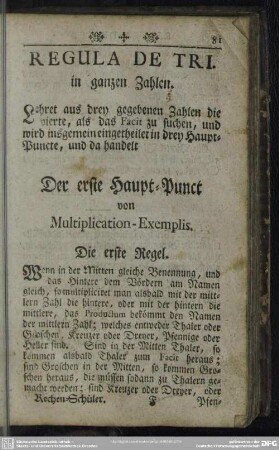 81
REGULA DE TRI.
in ganzen Zahlen.
Lehret aus drey gegebenen Zahlen die
vierte, als das Facit zu suchen, und
wird insgemein eingetheilet in drey Haupt-
Puncte, und da handelt
Der erste Haupt-Punct
von
Multiplication-Exemplis.
Die erste Regel.
Wenn in der Mitten gleiche Benennung, und
das Hintere dem Vördern am Namen
gleich, so multipliciret man alsbald mit der mitt-
lern Zahl die hintere, oder mit der hintern die
mittlere, das Productum bekömmt den Namen
der mittlern Zahl; welches entweder Thaler oder
Groschen, Kreuzer oder Dreyer, Pfennige oder
Heller sind. Sind in der Mitten Thaler, so
kommen alsbald Thaler zum Facit heraus;
sind Groschen in der Mitten, so kommen Gro-
schen heraus, die müssen sodann zu Thalern ge-
macht werden; sind Kreuzer oder Dreyer, oder
Rechen-Schüler. F Pfen-